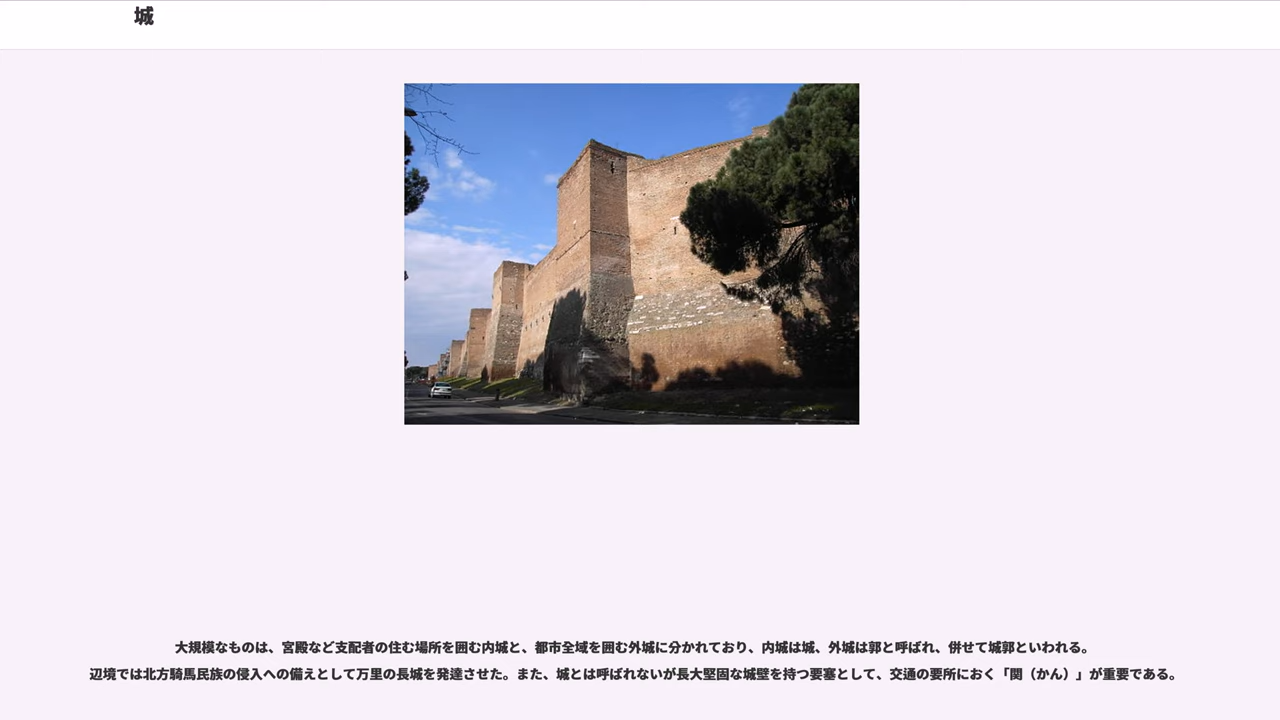 城
大規模なものは、宮殿など支配者の住む場所を囲む内城と、都市全域を囲む外城に分かれており、内城は城、外城は郭と呼ばれ、併せて城郭といわれる。
辺境では北方騎馬民族の侵入への備えとして万里の長城を発達させた。また、城とは呼ばれないが長大堅固な城壁を持つ要塞として、交通の要所におく「関（かん）」が重要である。